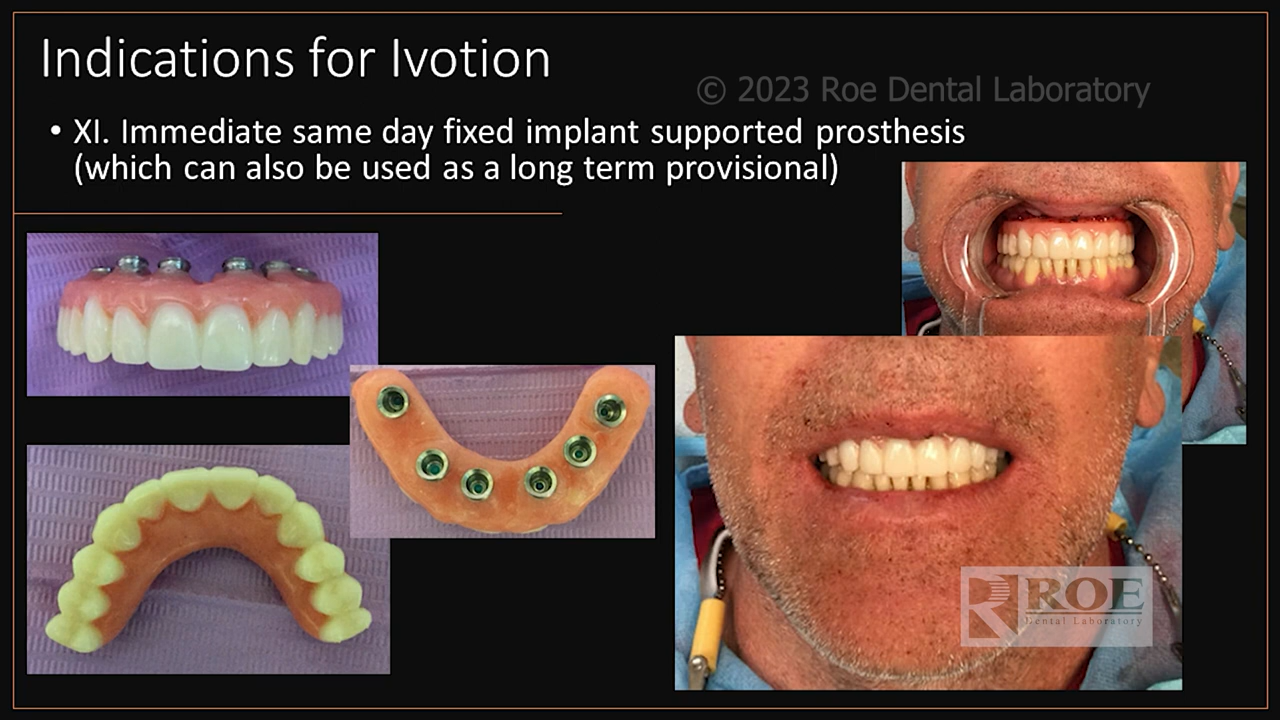 Indications for Ivotion
© 2023 Roe Dental Laboratory
• XI. Immediate same day fixed implant supported prosthesis
(which can also be used as a long term provisional)
R ROE
Dental Laboratory